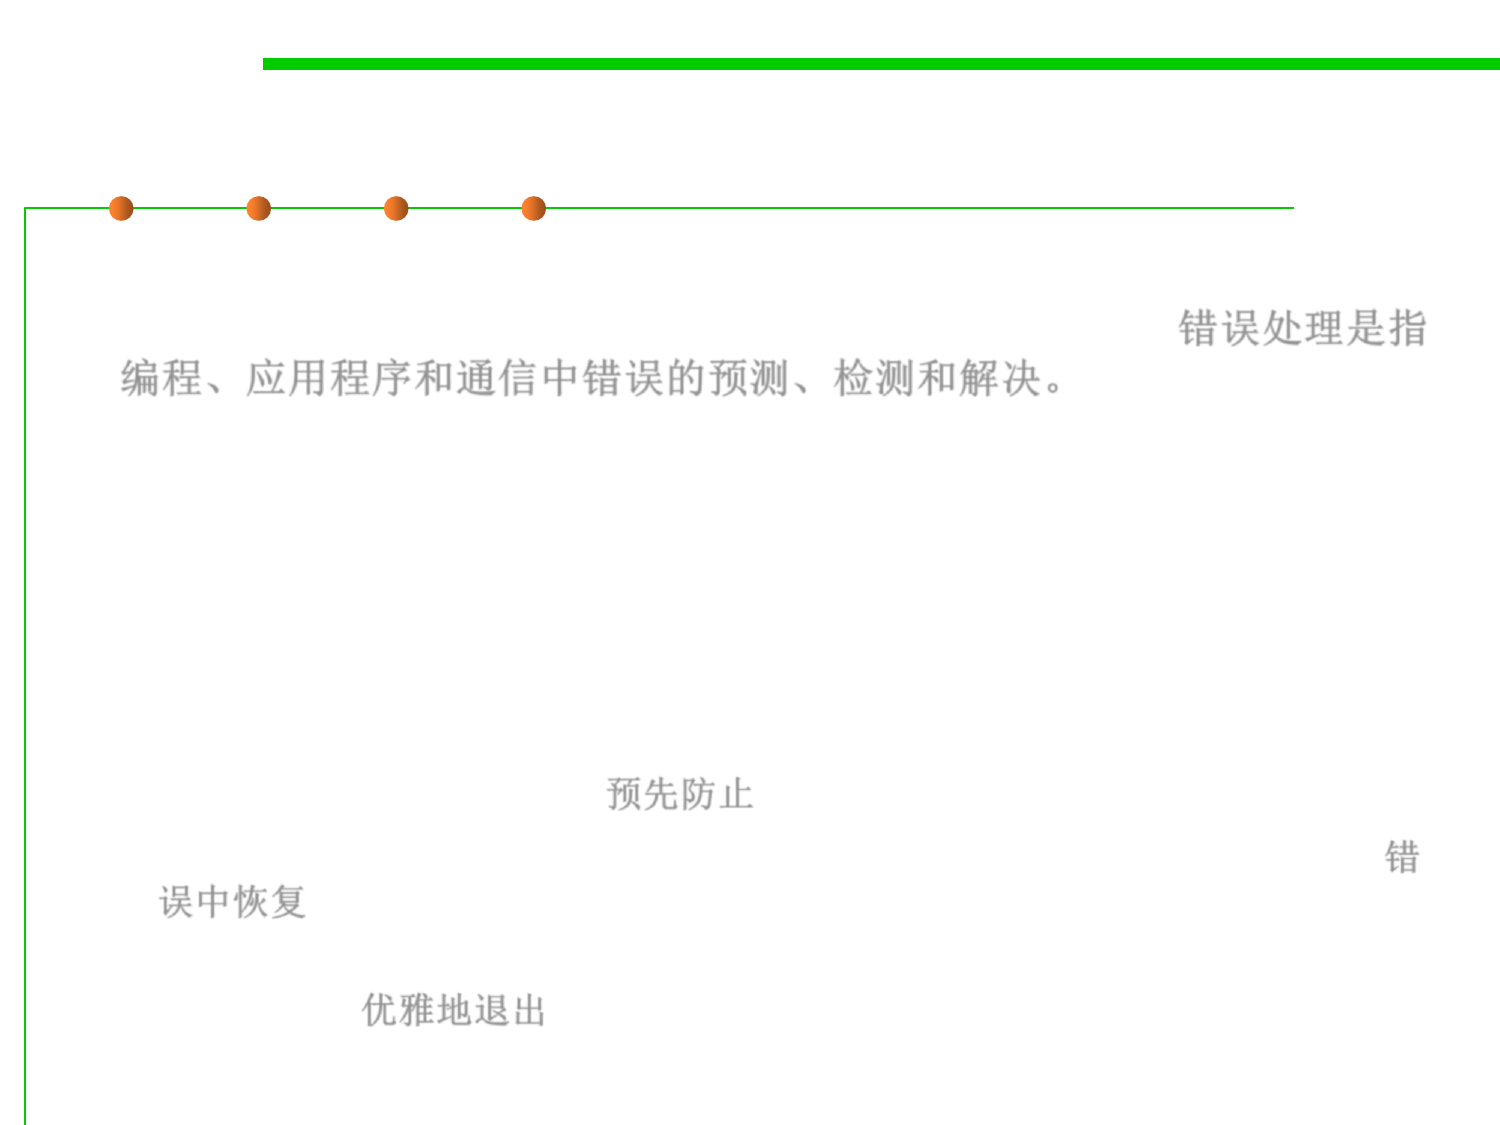 错误处理是指
编程、应用程序和通信中错误的预测、检测和解决。
预先防止
错
误中恢复
优雅地退出